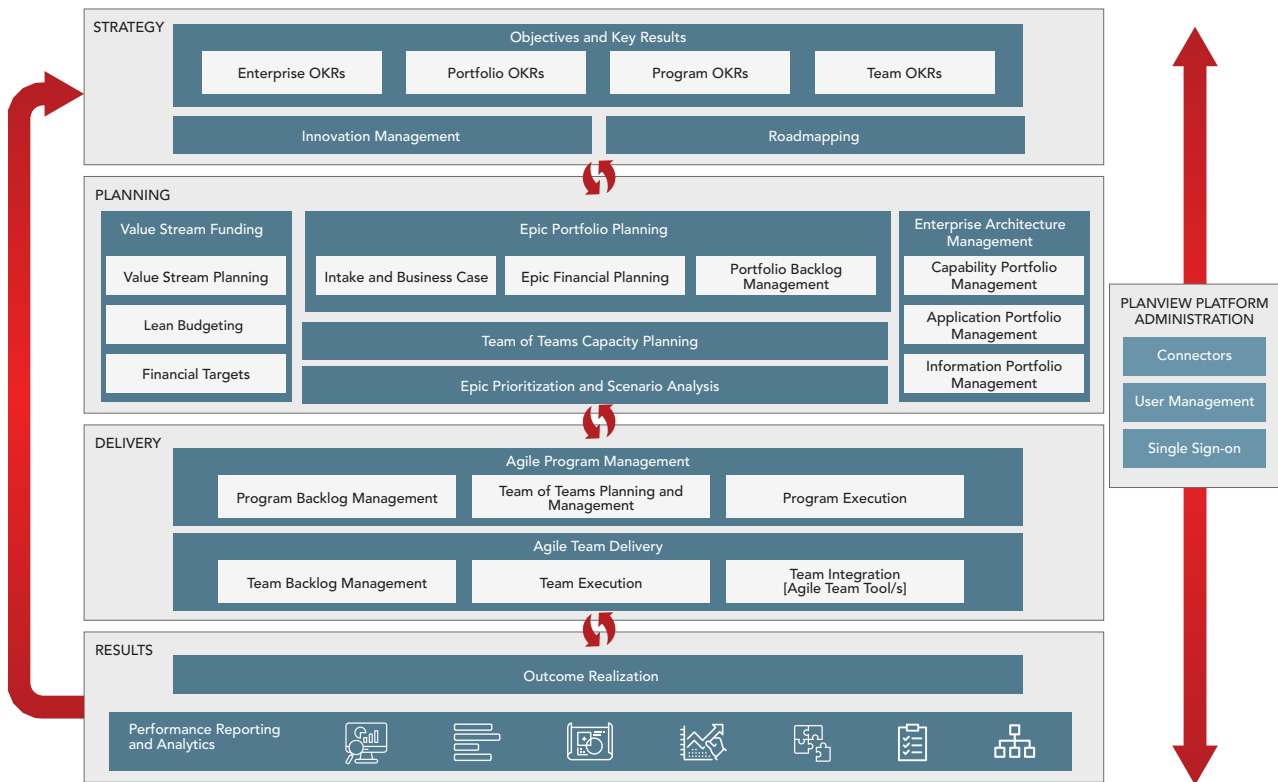 STRATEGY
Objectives and Key Results
Enterprise OKRs
Portfolio OKRs
Program OKRs
Team OKRs
Innovation Management
Roadmapping
PLANNING
Value Stream Funding
Value Stream Planning
Lean Budgeting
Financial Targets
Epic Portfolio Planning
Intake and Business Case
Epic Financial Planning
Portfolio Backlog
Management
Team of Teams Capacity Planning
Epic Prioritization and Scenario Analysis
Enterprise Architecture
Management
Capability Portfolio
Management
Application Portfolio
Management
Information Portfolio
Management
DELIVERY
Agile Program Management
Program Backlog Management
Team of Teams Planning and
Management
Program Execution
Agile Team Delivery
Team Backlog Management
Team Execution
Team Integration
[Agile Team Tool/s]
RESULTS
Outcome Realization
Performance Reporting
and Analytics
PLANVIEW PLATFORM
ADMINISTRATION
Connectors
User Management
Single Sign-on